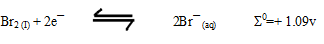 Br₂ (l) + 2e⁻ ⇌ 2Br⁻ (aq) Σ⁰=+ 1.09v